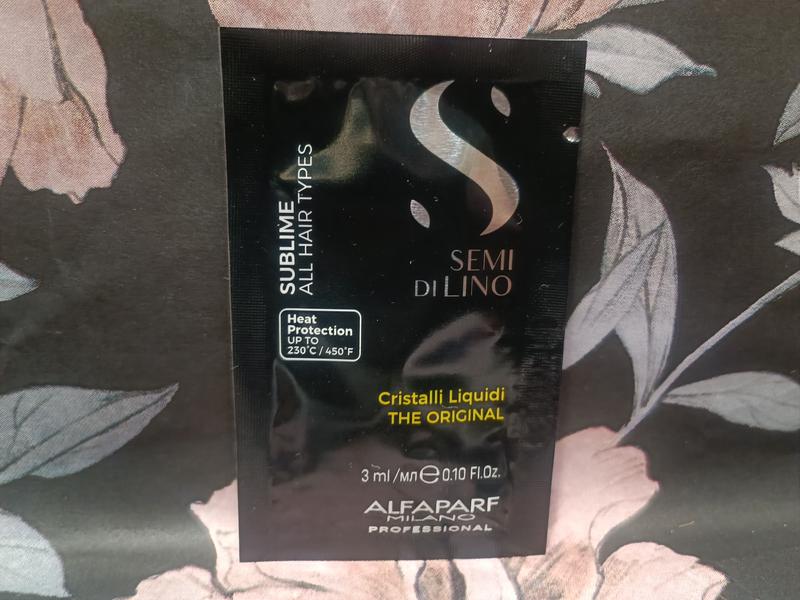 SUBLIME
ALL HAIR TYPES
Heat
Protection
UP TO
230°C / 450°F
SEMI
DI LINO
Cristalli Liquidi
THE ORIGINAL
3 ml /мл ℮ 0.10 Fl.Oz.
ALFAPARF
MILANO
PROFESSIONAL